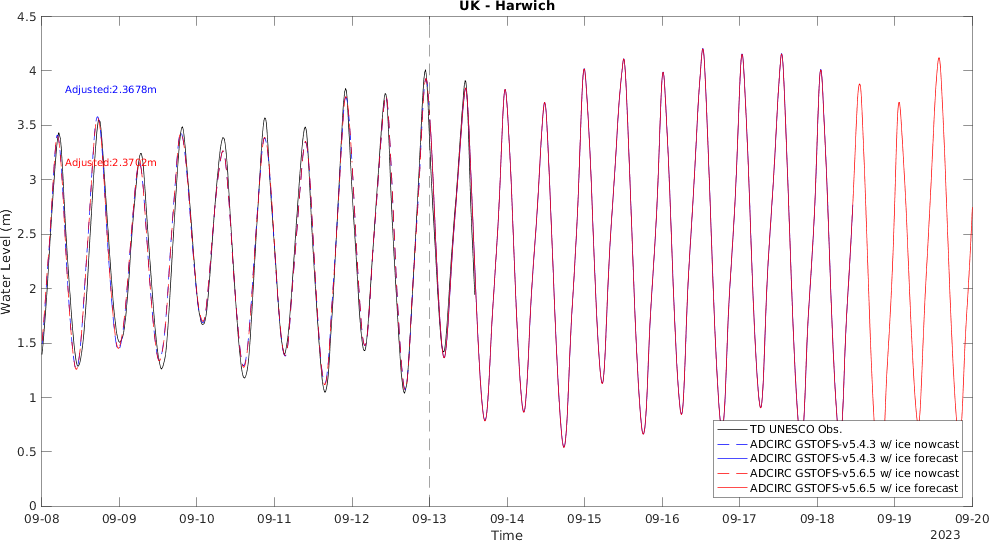 UK - Harwich
4.5
4
3.5
3
2.5
2
1.5
1
0.5
0
Water Level (m)
Adjusted:2.3678m
Adjusted:2.3702m
TD UNESCO Obs.
ADCIRC GSTOFS-v5.4.3 w/ ice nowcast
ADCIRC GSTOFS-v5.4.3 w/ ice forecast
ADCIRC GSTOFS-v5.6.5 w/ ice nowcast
ADCIRC GSTOFS-v5.6.5 w/ ice forecast
09-08 09-09 09-10 09-11 09-12 09-13 09-14 09-15 09-16 09-17 09-18 09-19 09-20
Time
2023